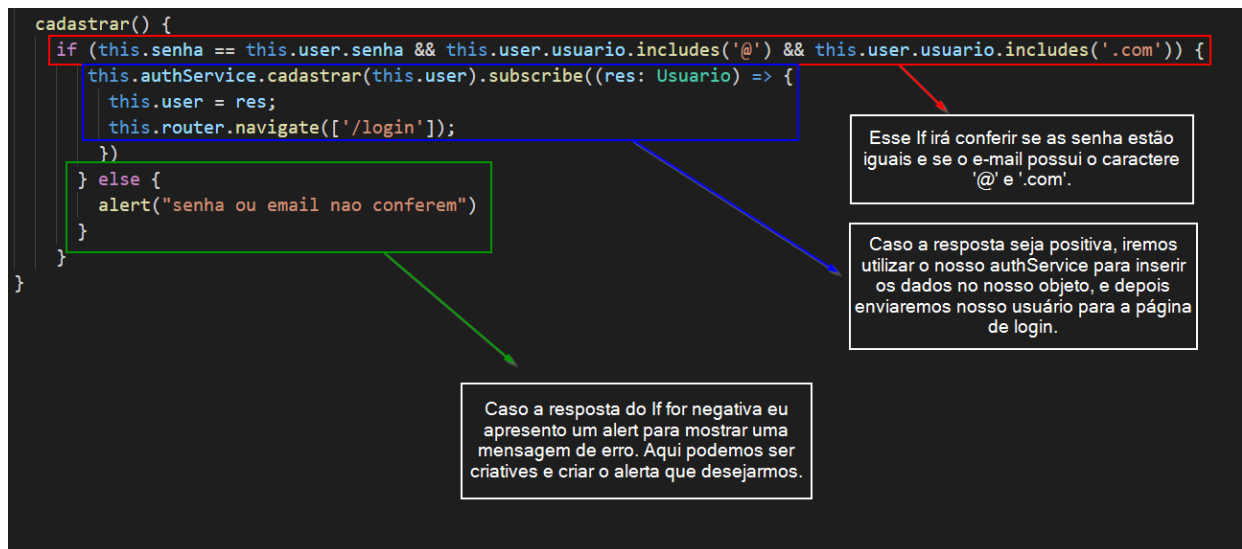 cadastrar() {
if (this.senha == this.user.senha && this.user.usuario.includes('@') && this.user.usuario.includes('.com')) {
this.authService.cadastrar(this.user).subscribe((res: Usuario) => {
this.user = res;
this.router.navigate(['/login']);
})
} else {
alert("senha ou email nao conferem")
}
}
}
Esse If irá conferir se as senha estão
iguais e se o e-mail possui o caractere
'@' e '.com'.
Caso a resposta seja positiva, iremos
utilizar o nosso authService para inserir
os dados no nosso objeto, e depois
enviaremos nosso usuário para a página
de login.
Caso a resposta do If for negativa eu
apresento um alert para mostrar uma
mensagem de erro. Aqui podemos ser
criatives e criar o alerta que desejarmos.